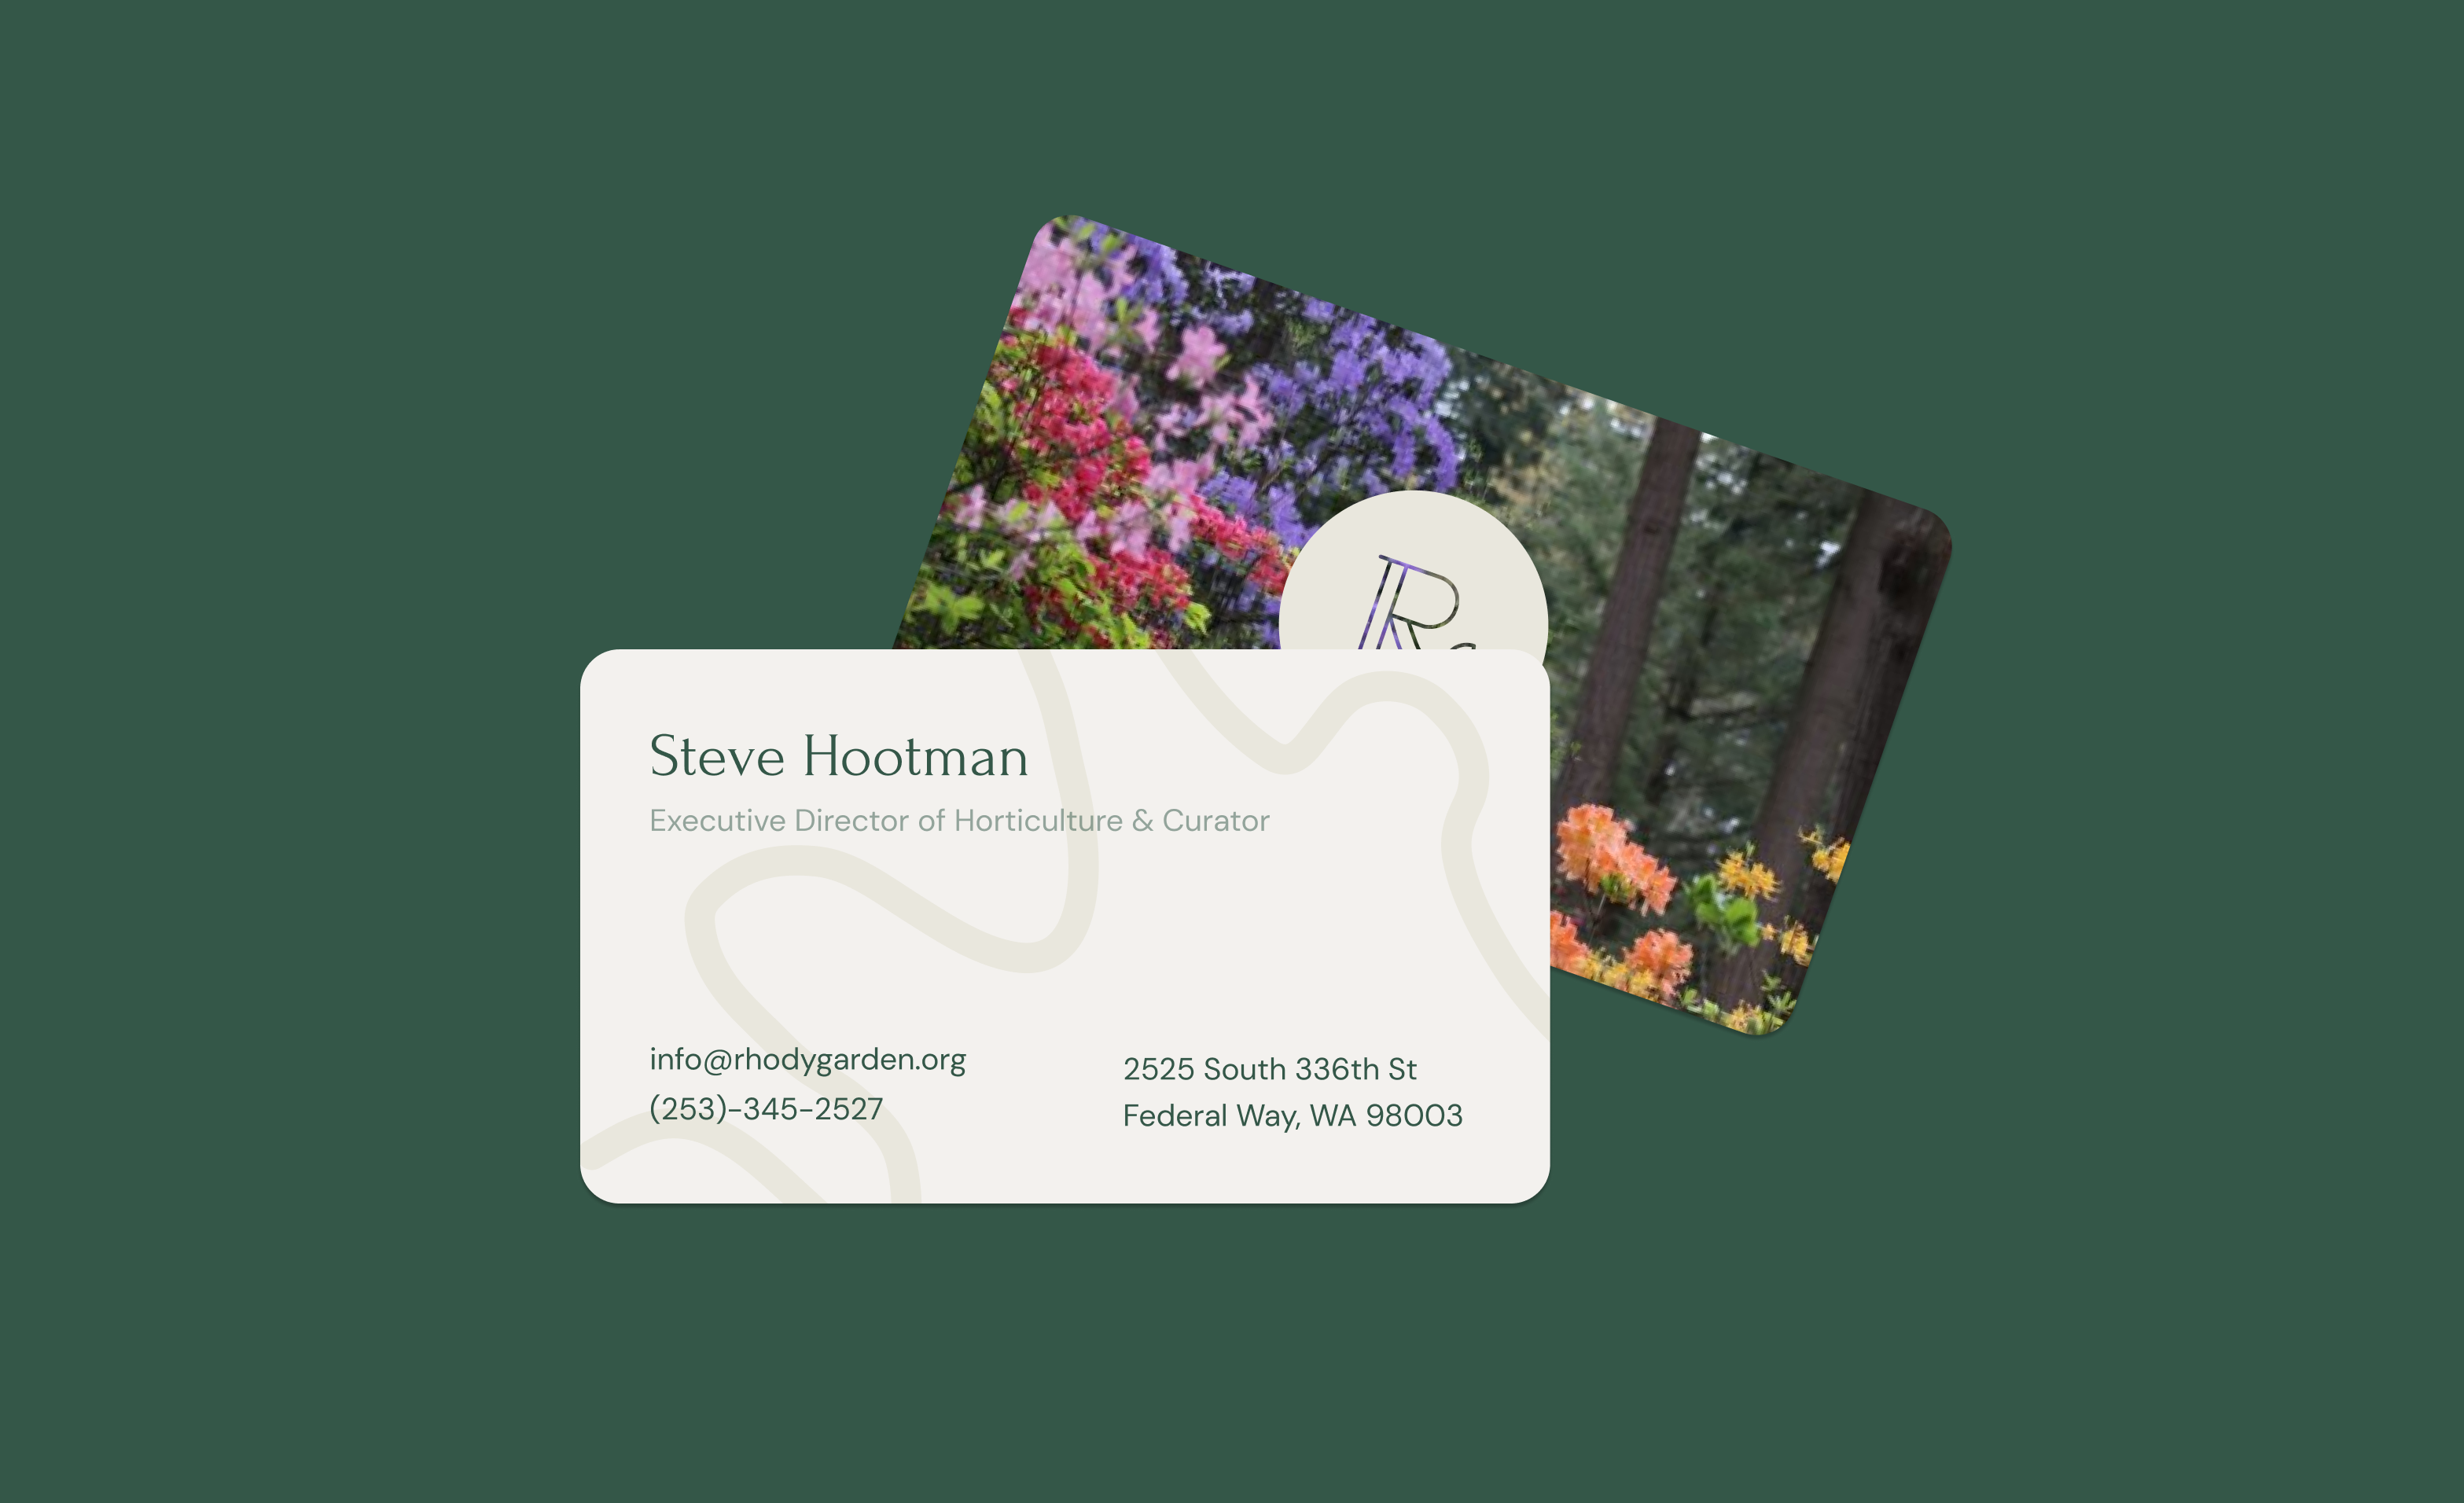 R
Steve Hootman
Executive Director of Horticulture & Curator
info@rhodygarden.org
(253)-345-2527
2525 South 336th St
Federal Way, WA 98003